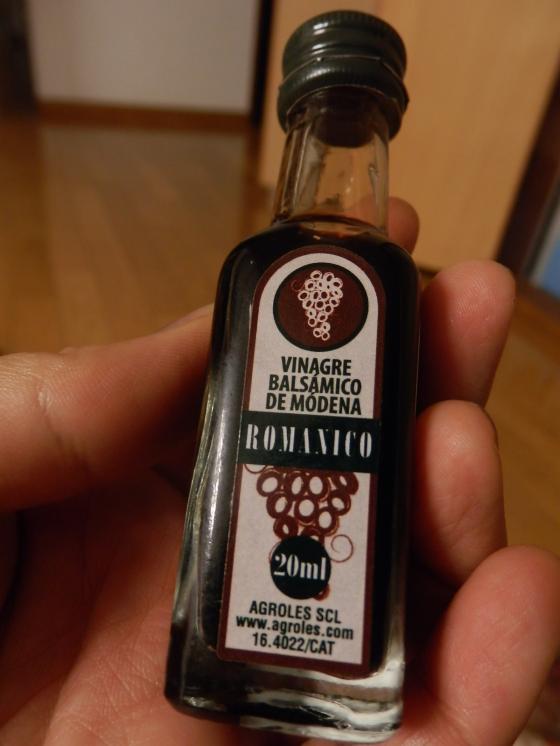 VINAGRE
BALSÁMICO
DE MÓDENA
ROMANICO
20ml
AGROLES SCL
www.agroles.com
16.4022/CAT